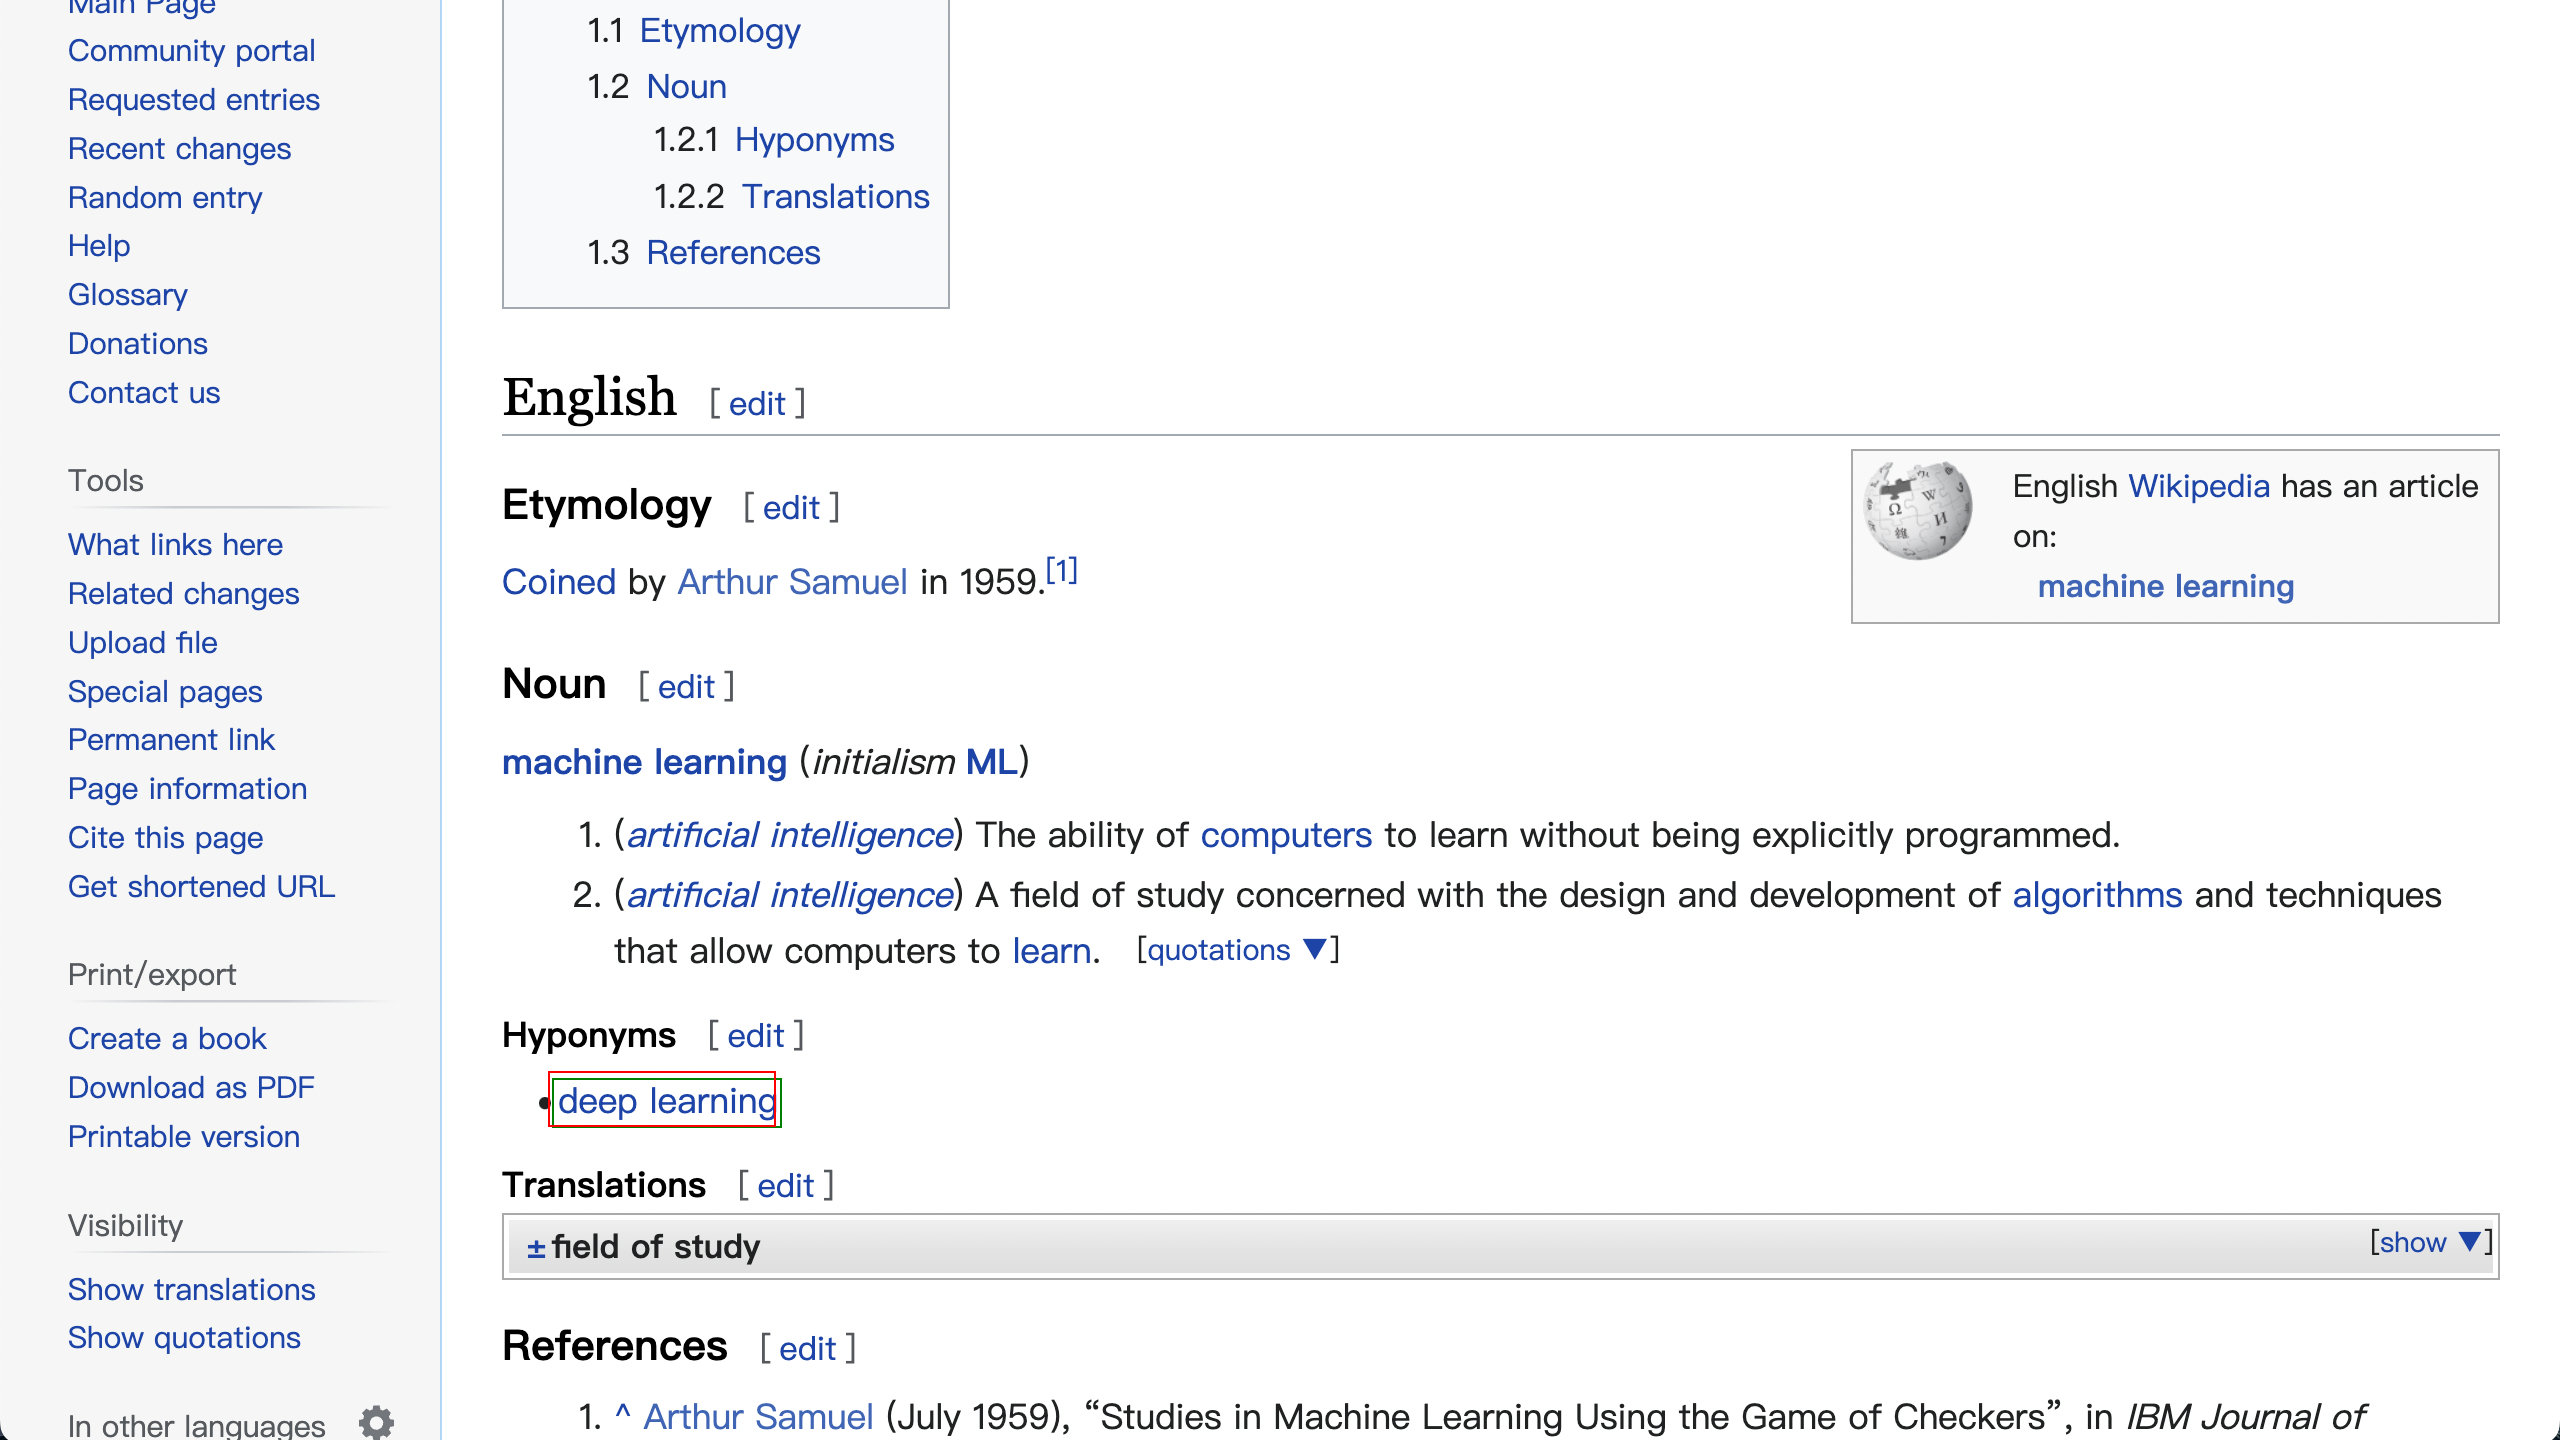 Main Page
Community portal
Requested entries
Recent changes
Random entry
Help
Glossary
Donations
Contact us
Tools
What links here
Related changes
Upload file
Special pages
Permanent link
Page information
Cite this page
Get shortened URL
Print/export
Create a book
Download as PDF
Printable version
Visibility
Show translations
Show quotations
In other languages
1.1 Etymology
1.2 Noun
1.2.1 Hyponyms
1.2.2 Translations
1.3 References
English [ edit ]
Etymology [ edit ]
Coined by Arthur Samuel in 1959.[1]
English Wikipedia has an article
on:
machine learning
Noun [ edit ]
machine learning (initialism ML)
1. (artificial intelligence) The ability of computers to learn without being explicitly programmed.
2. (artificial intelligence) A field of study concerned with the design and development of algorithms and techniques
that allow computers to learn. [quotations ▼]
Hyponyms [ edit ]
• deep learning
Translations [ edit ]
± field of study [show ▼]
References [ edit ]
1. ^ Arthur Samuel (July 1959), “Studies in Machine Learning Using the Game of Checkers”, in IBM Journal of